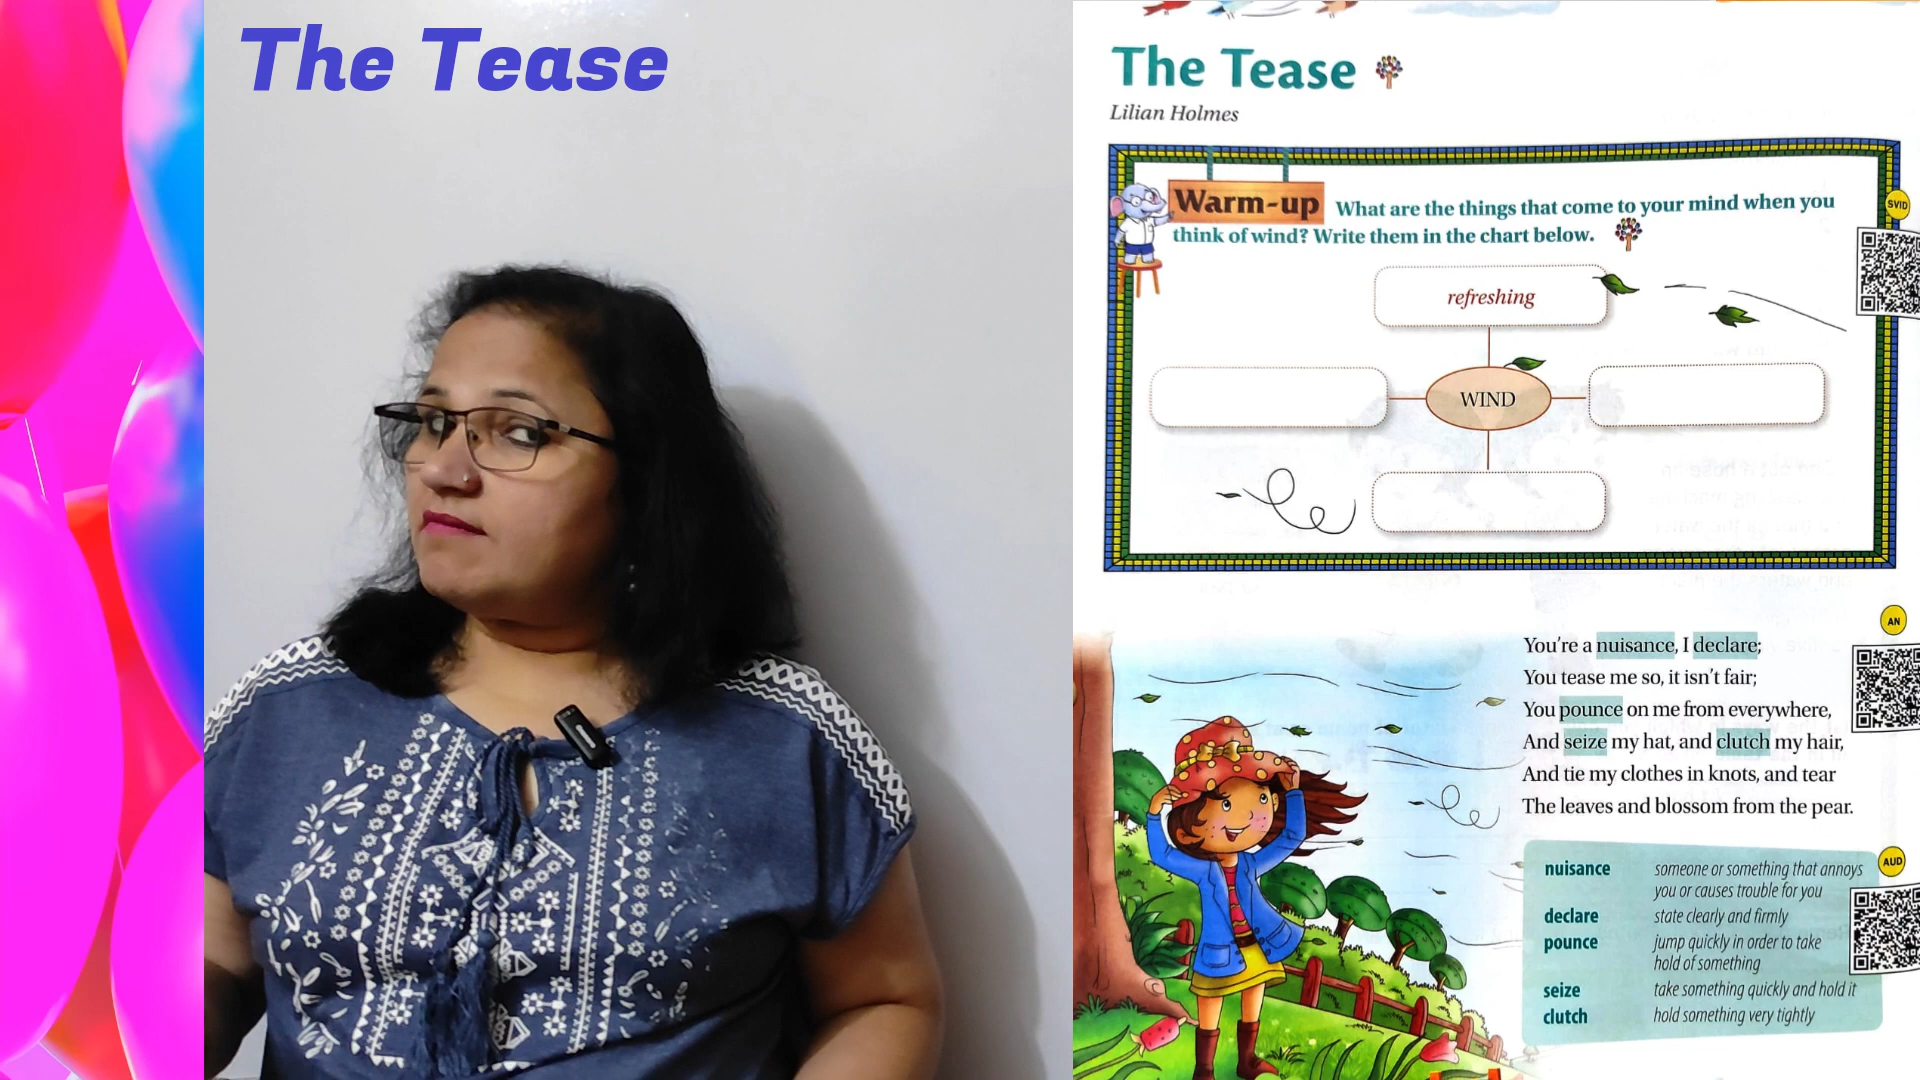 The Tease
The Tease
Lilian Holmes
Warm-up What are the things that come to your mind when you
think of wind? Write them in the chart below.
SVID
refreshing
WIND
AN
You're a nuisance, I declare;
You tease me so, it isn't fair;
You pounce on me from everywhere,
And seize my hat, and clutch my hair,
And tie my clothes in knots, and tear
The leaves and blossom from the pear.
AUD
nuisance someone or something that annoys
you or causes trouble for you
declare state clearly and firmly
pounce jump quickly in order to take
hold of something
seize take something quickly and hold it
clutch hold something very tightly